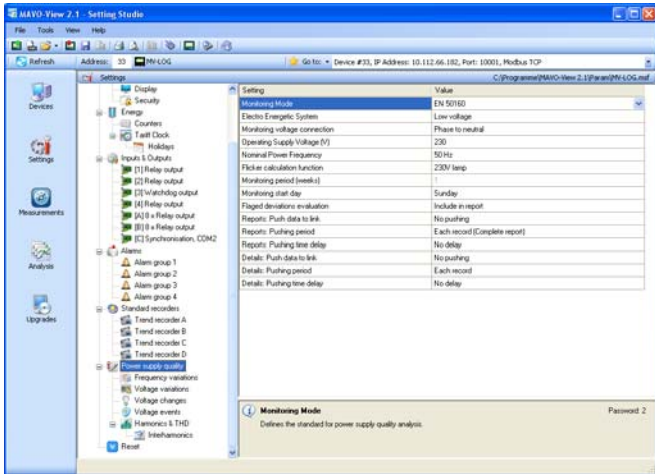 MAVO-View 2.1 - Setting Studio
File Tools View Help
Refresh Address: 33 MV-LOG Go to: Device #33, IP Address: 10.112.66.182, Port: 10001, Modbus TCP
Settings C:\Programme\MAVO-View 2.1\Param\MV-LOG.msf
Devices
Settings
Measurements
Analysis
Upgrades
Display
Security
Energy
Counters
Tariff Clock
Holidays
Inputs & Outputs
[1] Relay output
[2] Relay output
[3] Watchdog output
[4] Relay output
[A] 8 x Relay output
[B] 8 x Relay output
[C] Synchronisation, COM2
Alarms
Alarm group 1
Alarm group 2
Alarm group 3
Alarm group 4
Standard recorders
Trend recorder A
Trend recorder B
Trend recorder C
Trend recorder D
Power supply quality
Frequency variations
Voltage variations
Voltage changes
Voltage events
Harmonics & THD
Interharmonics
Reset
Setting Value
Monitoring Mode EN 50160
Electro Energetic System Low voltage
Monitoring voltage connection Phase to neutral
Operating Supply Voltage (V) 230
Nominal Power Frequency 50 Hz
Flicker calculation function 230V lamp
Monitoring period (weeks) 1
Monitoring start day Sunday
Flaged deviations evaluation Include in report
Reports: Push data to link No pushing
Reports: Pushing period Each record (Complete report)
Reports: Pushing time delay No delay
Details: Push data to link No pushing
Details: Pushing period Each record
Details: Pushing time delay No delay
Monitoring Mode Password: 2
Defines the standard for power supply quality analysis.